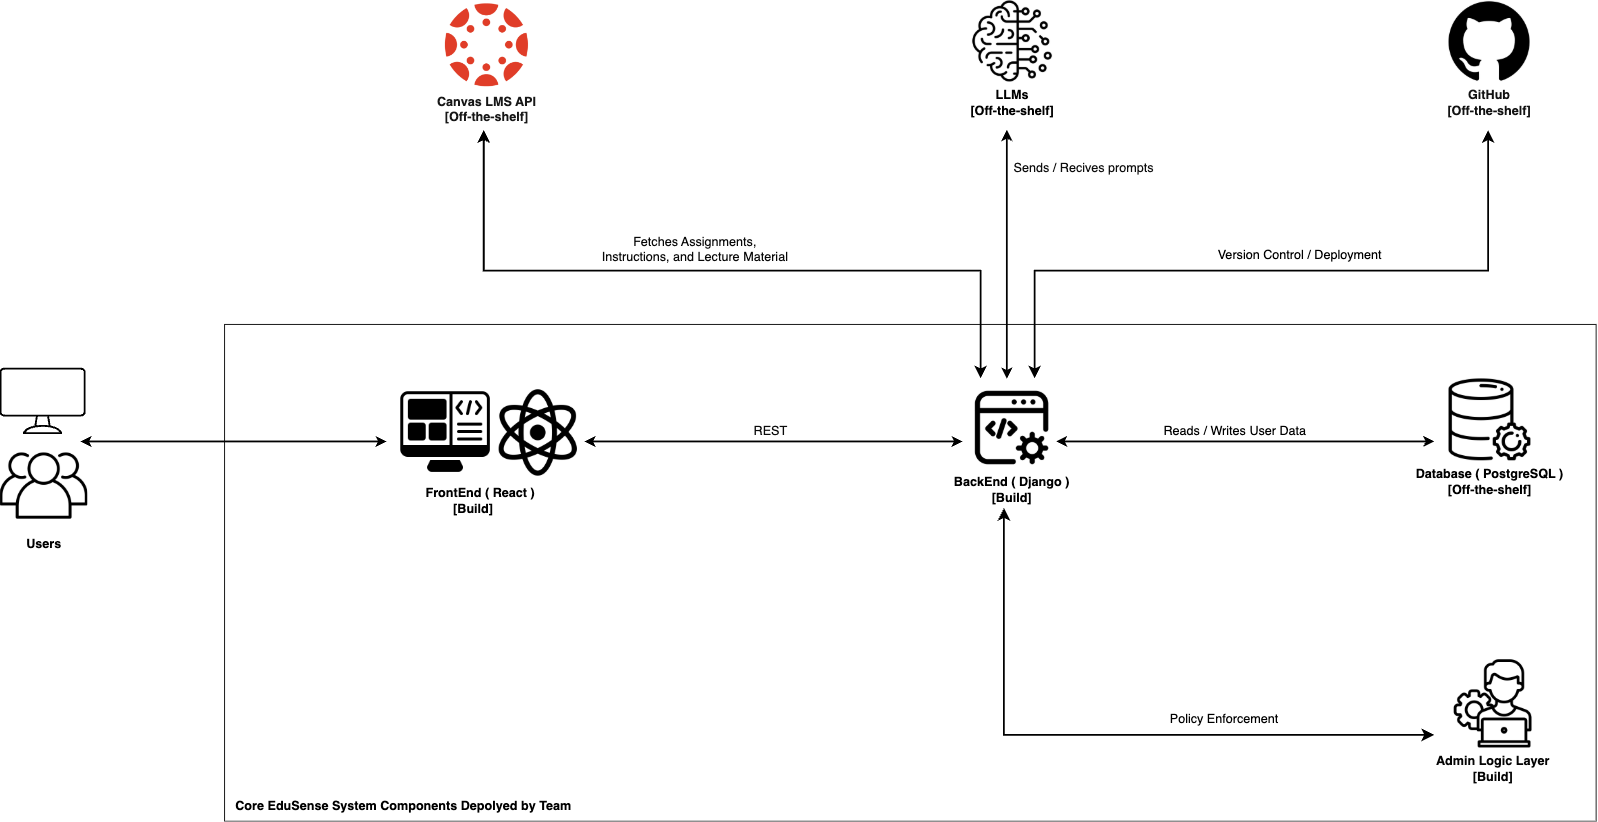 Canvas LMS API
[Off-the-shelf]
LLMs
[Off-the-shelf]
GitHub
[Off-the-shelf]
Sends / Recives prompts
Fetches Assignments,
Instructions, and Lecture Material
Version Control / Deployment
Users
FrontEnd ( React )
[Build]
REST
BackEnd ( Django )
[Build]
Reads / Writes User Data
Database ( PostgreSQL )
[Off-the-shelf]
Policy Enforcement
Admin Logic Layer
[Build]
Core EduSense System Components Depolyed by Team